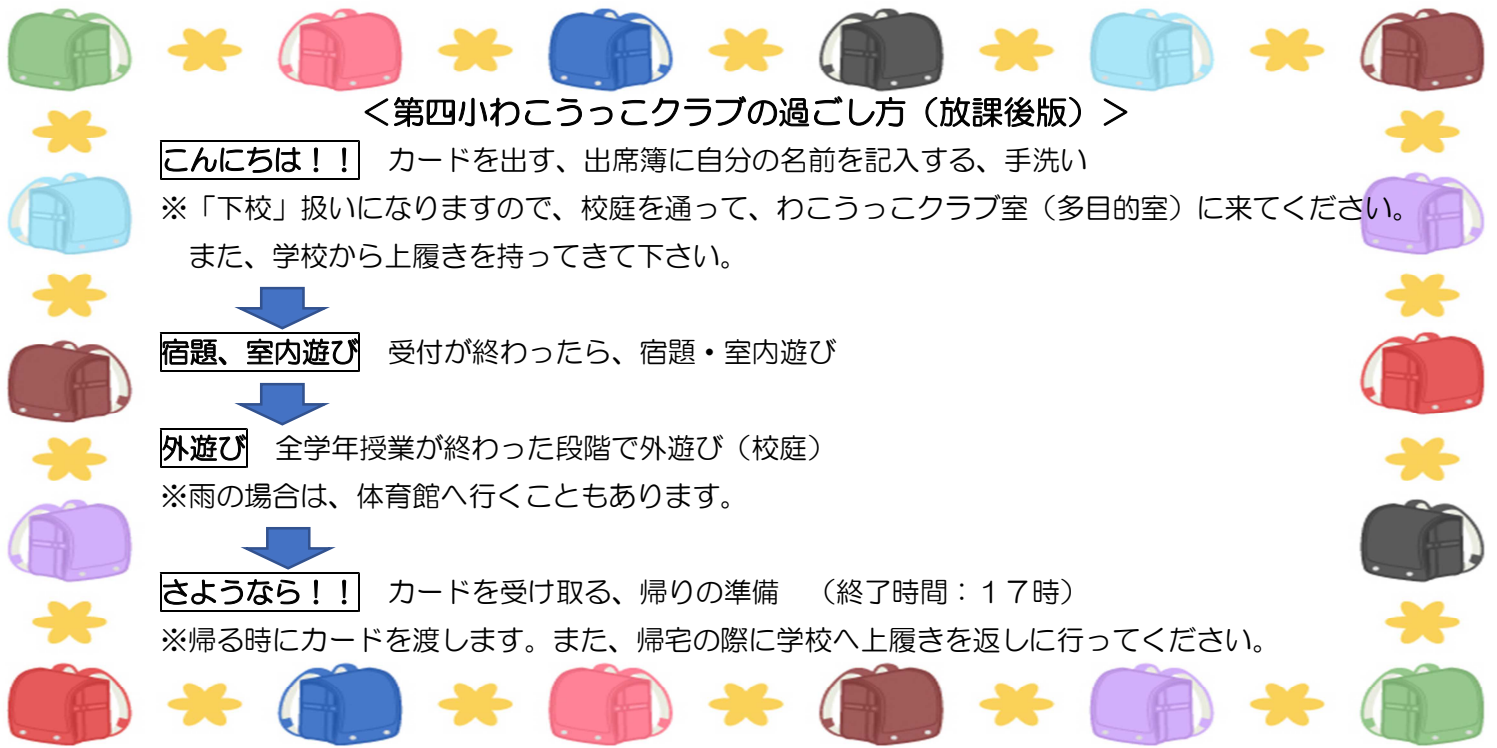 ＜第四小わこうっこクラブの過ごし方（放課後版）＞
こんにちは！！　カードを出す、出席簿に自分の名前を記入する、手洗い
※「下校」扱いになりますので、校庭を通って、わこうっこクラブ室（多目的室）に来てください。
また、学校から上履きを持ってきて下さい。
宿題、室内遊び　受付が終わったら、宿題・室内遊び
外遊び　全学年授業が終わった段階で外遊び（校庭）
※雨の場合は、体育館へ行くこともあります。
さようなら！！　カードを受け取る、帰りの準備　（終了時間：１７時）
※帰る時にカードを渡します。また、帰宅の際に学校へ上履きを返しに行ってください。